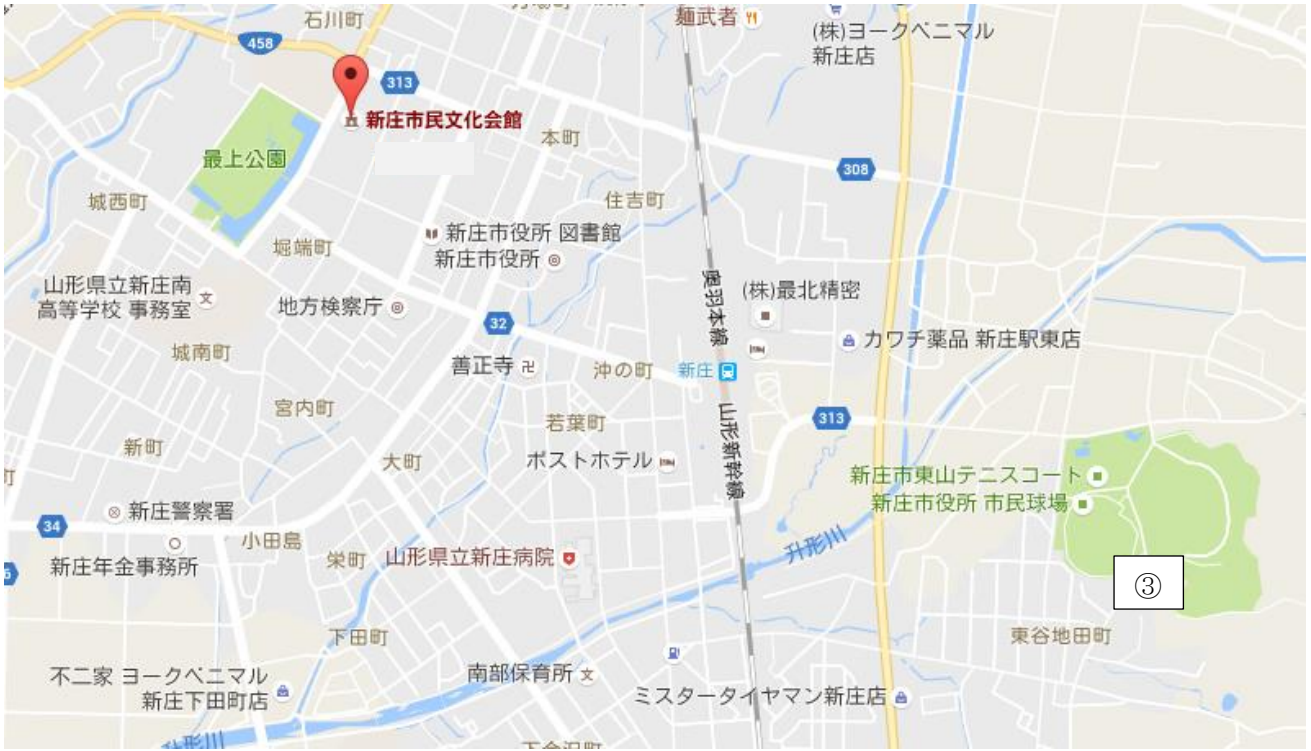 石川町
麺武者
(株)ヨークベニマル
新庄店
458
313
新庄市民文化会館
本町
最上公園
308
城西町
住吉町
新庄市役所 図書館
新庄市役所
堀端町
山形県立新庄南
高等学校 事務室
地方検察庁
奥羽本線
(株)最北精密
32
カワチ薬品 新庄駅東店
城南町
善正寺
沖の町
新庄
宮内町
若葉町
山形新幹線
313
新町
大町
ポストホテル
新庄市東山テニスコート
新庄市役所 市民球場
町
新庄警察署
34
小田島
升形川
新庄年金事務所
栄町
山形県立新庄病院
③
下田町
東谷地田町
不二家 ヨークベニマル
新庄下田町店
南部保育所
ミスタータイヤマン新庄店
升形川
下金沢町